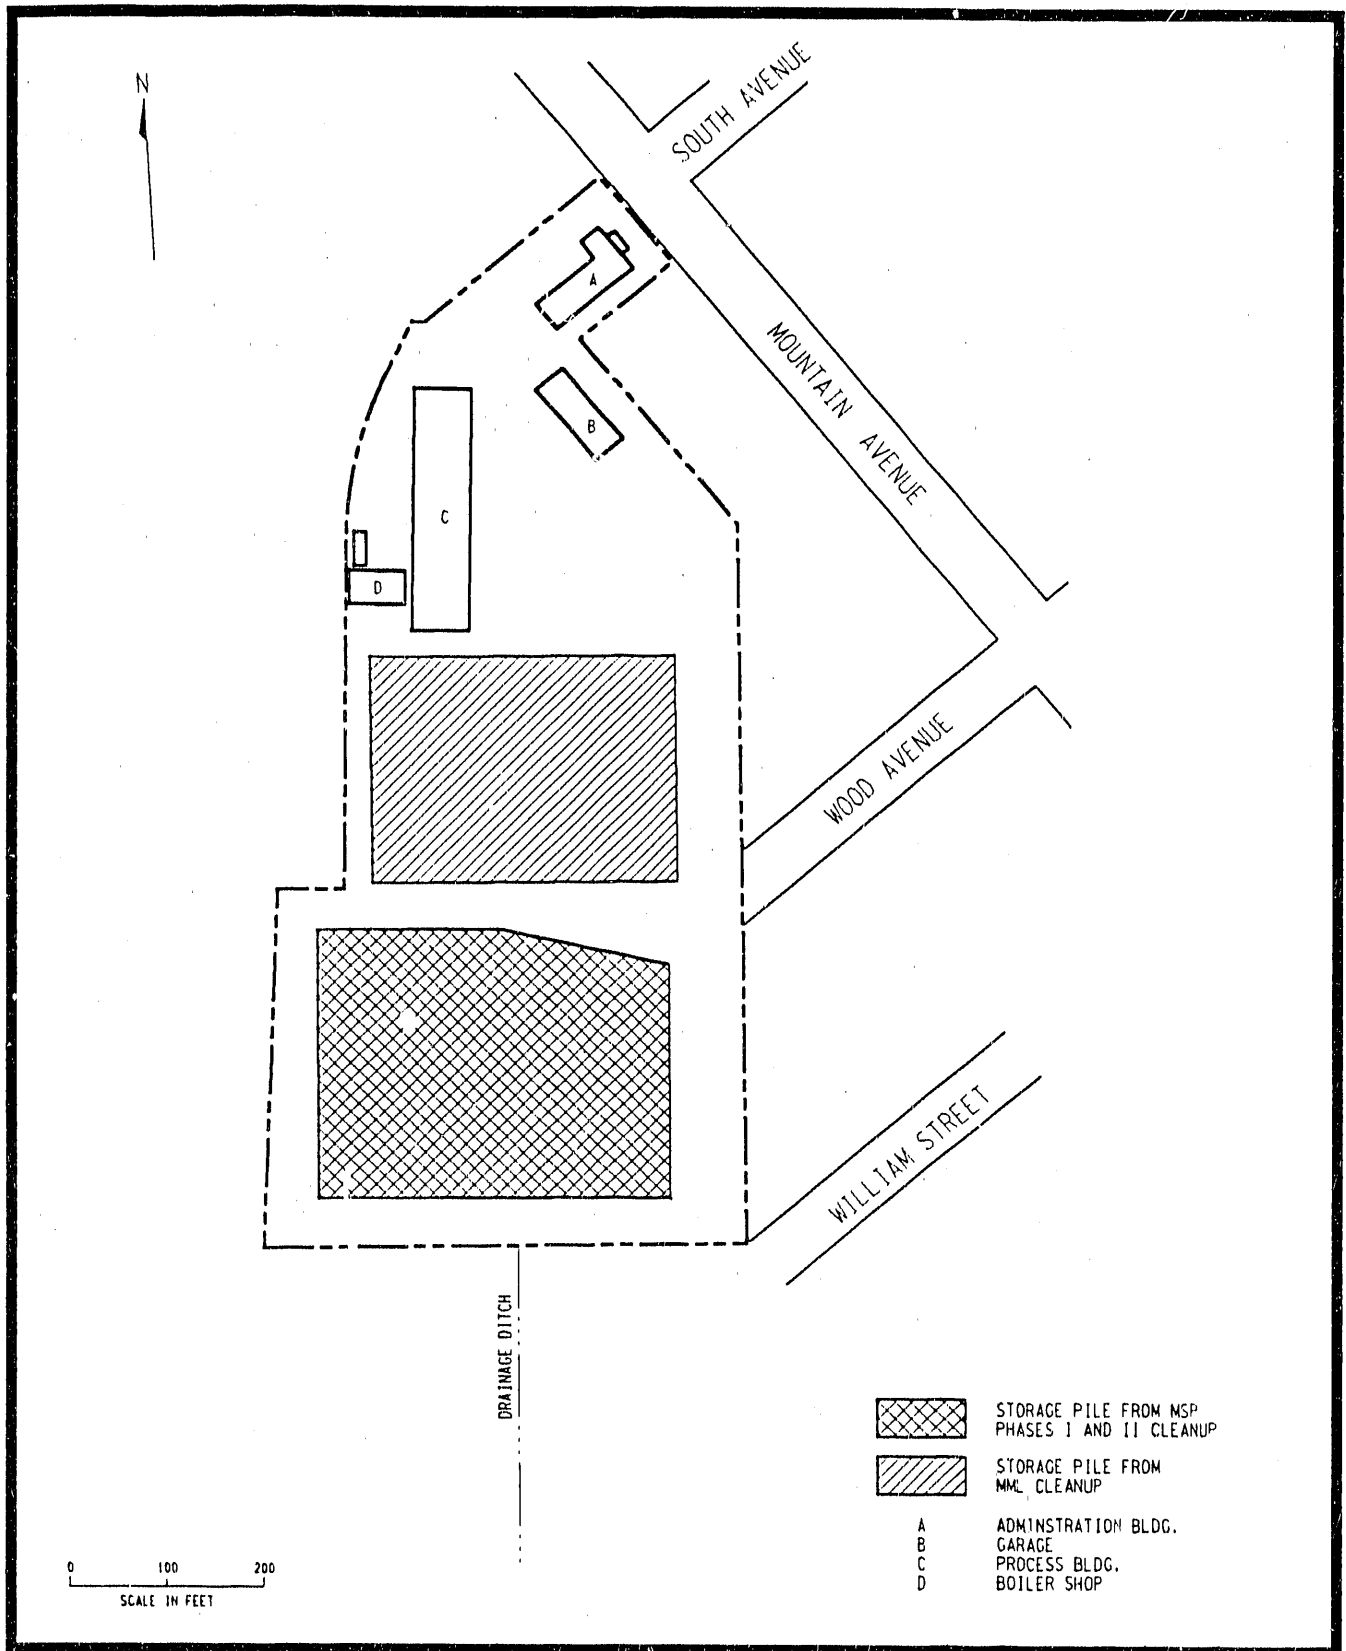 N
SOUTH AVENUE
A
MOUNTAIN AVENUE
B
C
D
WOOD AVENUE
WILLIAM STREET
DRAINAGE DITCH
STORAGE PILE FROM MSP
PHASES I AND II CLEANUP
STORAGE PILE FROM
MML CLEANUP
A ADMINSTRATION BLDG.
B GARAGE
C PROCESS BLDG.
D BOILER SHOP
0 100 200
SCALE IN FEET